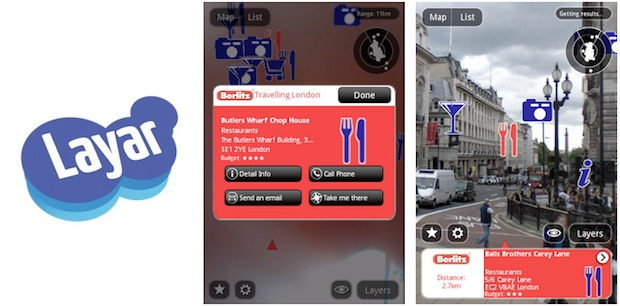 Layar
Map List
Range: 11km
Berlitz Travelling London
Done
Butlers Wharf Chop House
Restaurants
The Butlers Wharf Building, 3...
SE1 2YE London
Budget: ★★★★
Detail Info
Call Phone
Send an email
Take me there
Layers
Map List
Getting results...
Layers
Berlitz
Distance:
2.7km
Balls Brothers Carey Lane
Restaurants
5/6 Carey Lane
EC2 V8AE London
Budget: ★★★